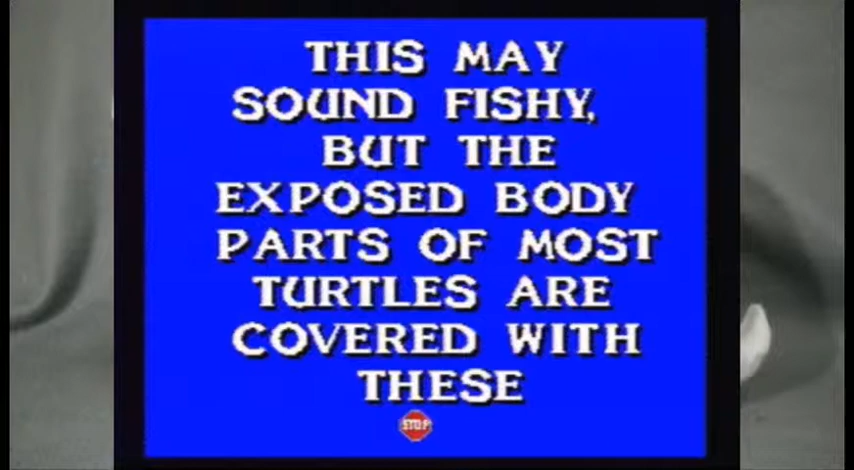 THIS MAY
SOUND FISHY,
BUT THE
EXPOSED BODY
PARTS OF MOST
TURTLES ARE
COVERED WITH
THESE
STOP